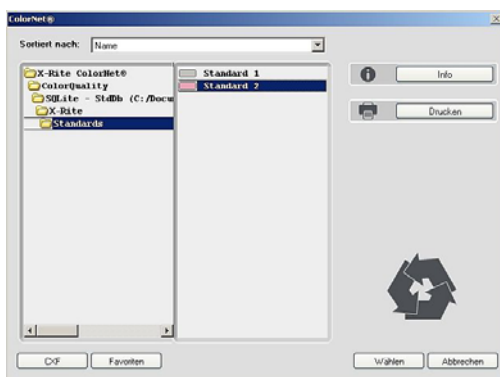 ColorNet®
Sortiert nach: Name
X-Rite ColorNet®
ColorQuality
SQLite - StdDb (C:/Docu
X-Rite
Standards
Standard 1
Standard 2
Info
Drucken
CxF
Favoriten
Wählen
Abbrechen